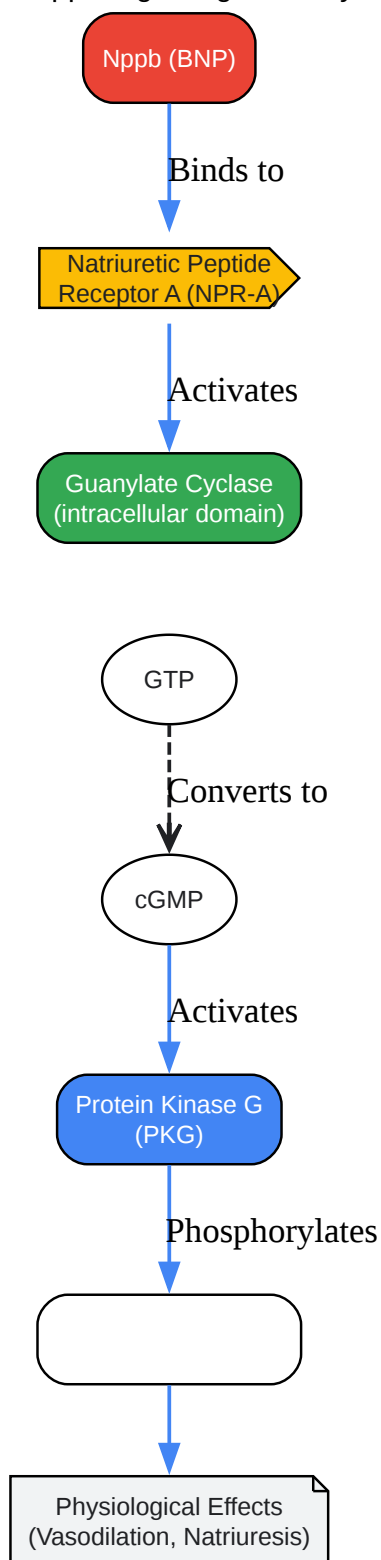 Nppb (BNP)
Binds to
Natriuretic Peptide
Receptor A (NPR-A)
Activates
Guanylate Cyclase
(intracellular domain)
GTP
Converts to
cGMP
Activates
Protein Kinase G
(PKG)
Phosphorylates
Physiological Effects
(Vasodilation, Natriuresis)